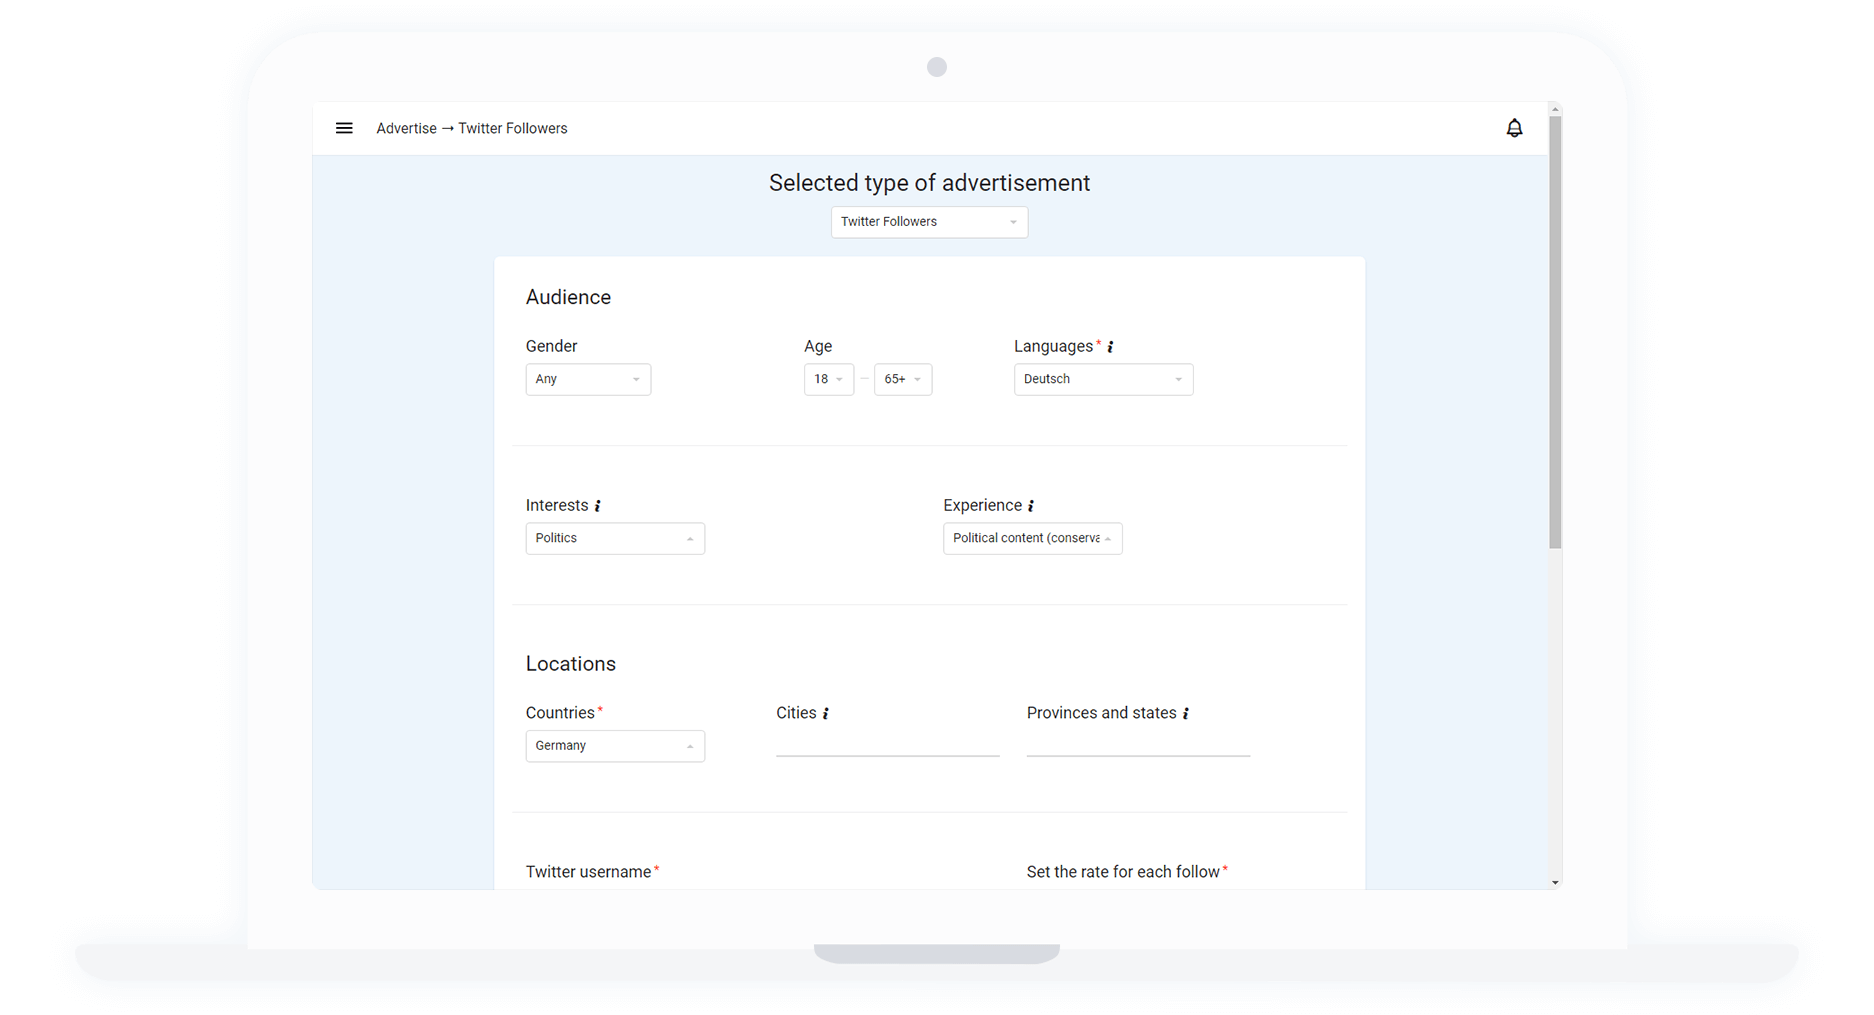 Advertise → Twitter Followers
Selected type of advertisement
Twitter Followers
Audience
Gender
Age
Languages*
Any
18
65+
Deutsch
Interests
Experience
Politics
Political content (conserva
Locations
Countries*
Cities
Provinces and states
Germany
Twitter username*
Set the rate for each follow*